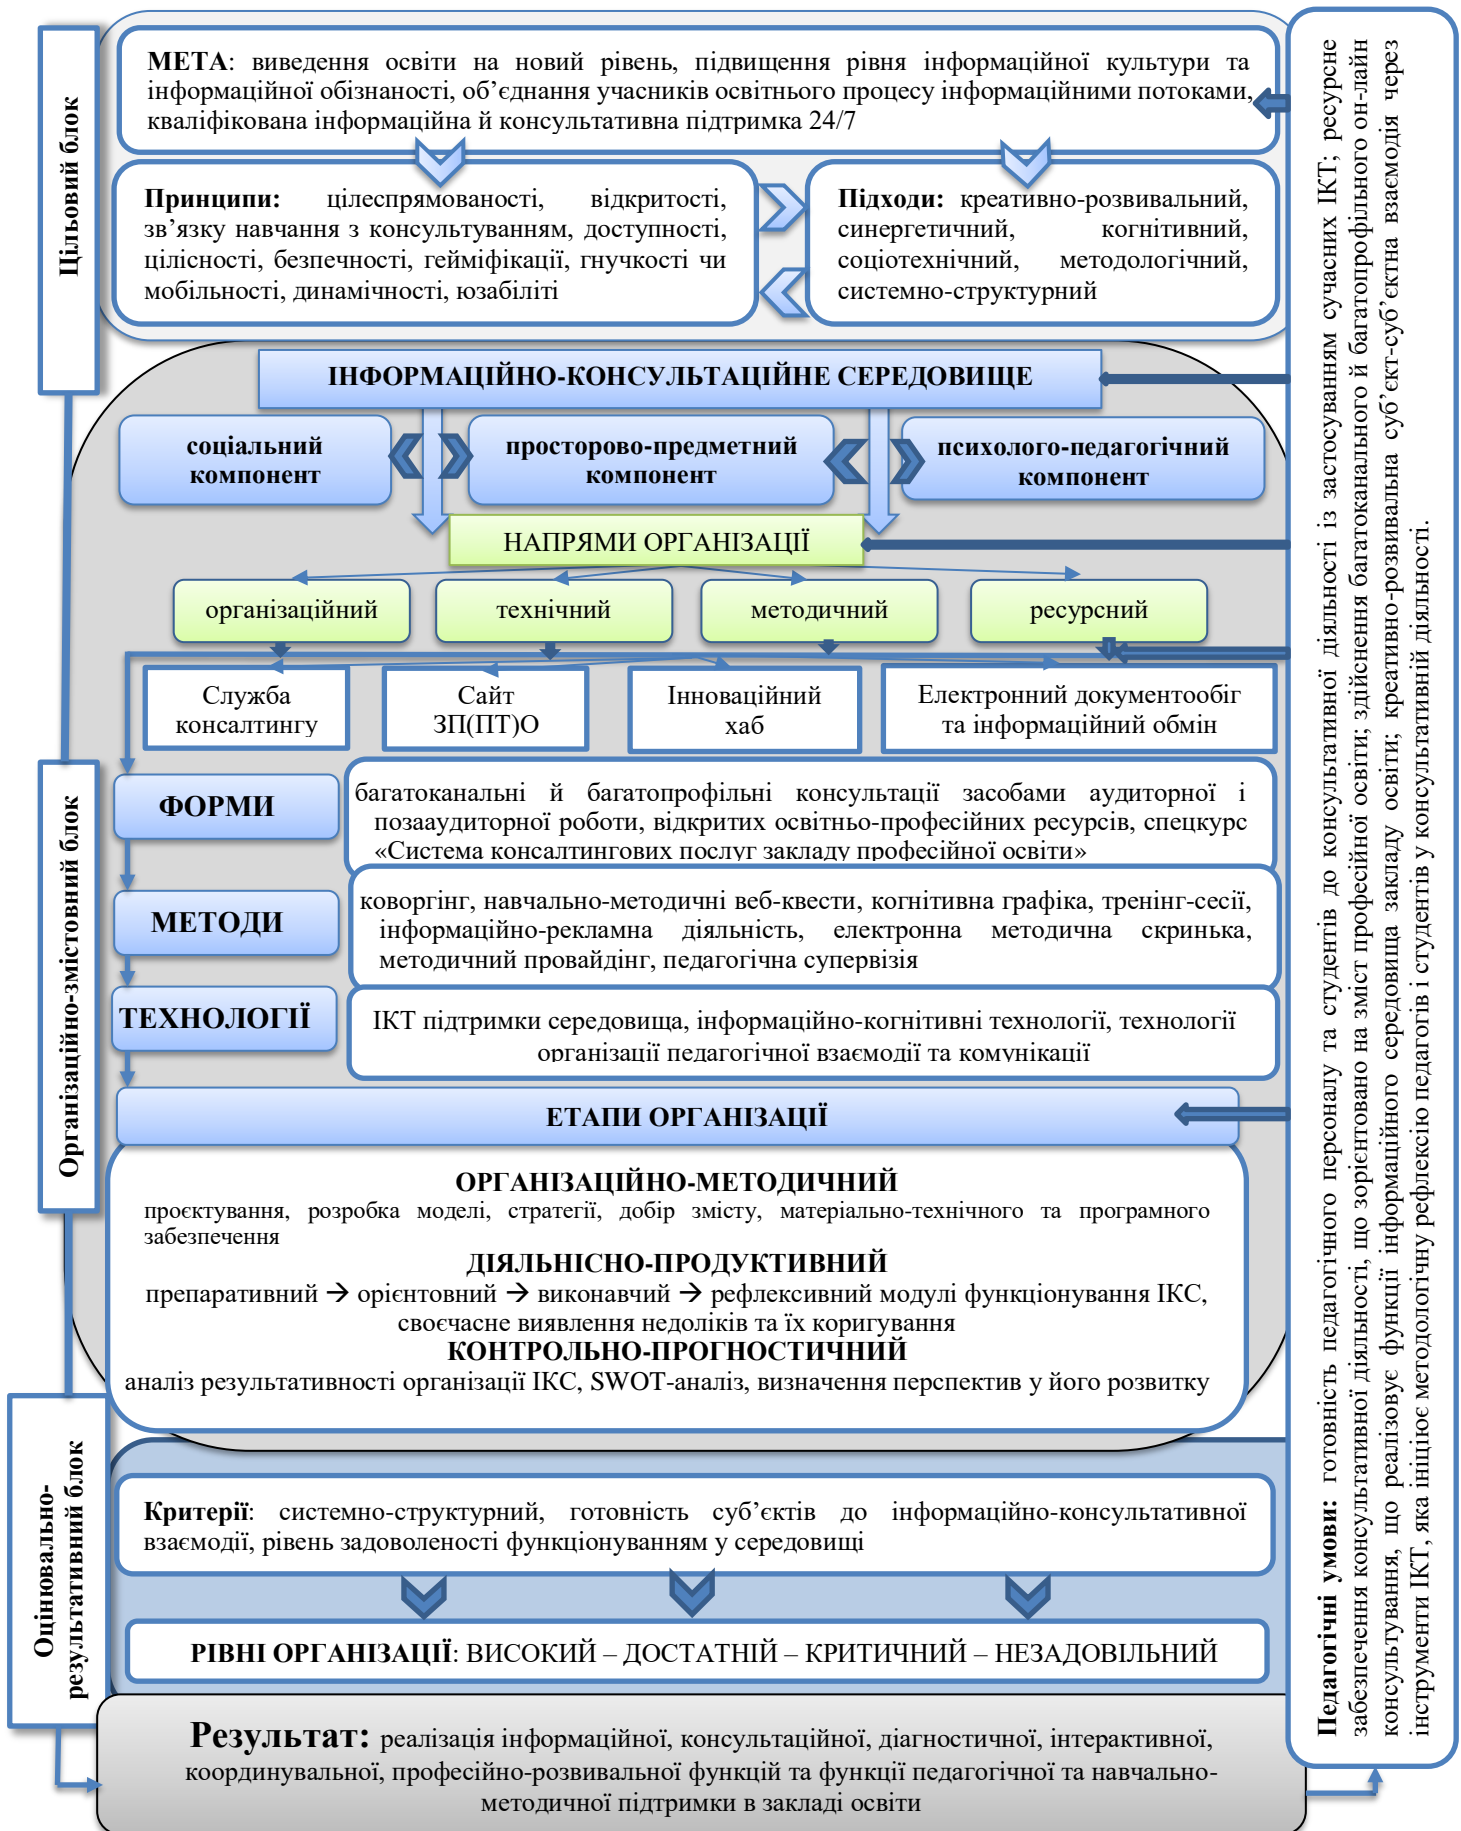 Цільовий блок
МЕТА: виведення освіти на новий рівень, підвищення рівня інформаційної культури та
інформаційної обізнаності, об’єднання учасників освітнього процесу інформаційними потоками,
кваліфікована інформаційна й консультативна підтримка 24/7
Принципи: цілеспрямованості, відкритості,
зв’язку навчання з консультуванням, доступності,
цілісності, безпечності, гейміфікації, гнучкості чи
мобільності, динамічності, юзабіліті
Підходи: креативно-розвивальний,
синергетичний, когнітивний,
соціотехнічний, методологічний,
системно-структурний
ІНФОРМАЦІЙНО-КОНСУЛЬТАЦІЙНЕ СЕРЕДОВИЩЕ
соціальний
компонент
просторово-предметний
компонент
психолого-педагогічний
компонент
НАПРЯМИ ОРГАНІЗАЦІЇ
організаційний
технічний
методичний
ресурсний
Служба
консалтингу
Сайт
ЗП(ПТ)О
Інноваційний
хаб
Електронний документообіг
та інформаційний обмін
Організаційно-змістовний блок
ФОРМИ
багатоканальні й багатопрофільні консультації засобами аудиторної і
позааудиторної роботи, відкритих освітньо-професійних ресурсів, спецкурс
«Система консалтингових послуг закладу професійної освіти»
МЕТОДИ
коворгінг, навчально-методичні веб-квести, когнітивна графіка, тренінг-сесії,
інформаційно-рекламна діяльність, електронна методична скринька,
методичний провайдінг, педагогічна супервізія
ТЕХНОЛОГІЇ
ІКТ підтримки середовища, інформаційно-когнітивні технології, технології
організації педагогічної взаємодії та комунікації
ЕТАПИ ОРГАНІЗАЦІЇ
ОРГАНІЗАЦІЙНО-МЕТОДИЧНИЙ
проєктування, розробка моделі, стратегії, добір змісту, матеріально-технічного та програмного
забезпечення
ДІЯЛЬНІСНО-ПРОДУКТИВНИЙ
препаративний → орієнтовний → виконавчий → рефлексивний модулі функціонування ІКС,
своєчасне виявлення недоліків та їх коригування
КОНТРОЛЬНО-ПРОГНОСТИЧНИЙ
аналіз результативності організації ІКС, SWOT-аналіз, визначення перспектив у його розвитку
Оцінювально-
результативний блок
Критерії: системно-структурний, готовність суб’єктів до інформаційно-консультативної
взаємодії, рівень задоволеності функціонуванням у середовищі
РІВНІ ОРГАНІЗАЦІЇ: ВИСОКИЙ – ДОСТАТНІЙ – КРИТИЧНИЙ – НЕЗАДОВІЛЬНИЙ
Результат: реалізація інформаційної, консультаційної, діагностичної, інтерактивної,
координувальної, професійно-розвивальної функцій та функції педагогічної та навчально-
методичної підтримки в закладі освіти
Педагогічні умови: готовність педагогічного персоналу та студентів до консультативної діяльності із застосуванням сучасних ІКТ; ресурсне
забезпечення консультативної діяльності, що зорієнтовано на зміст професійної освіти; здійснення багатоканального й багатопрофільного он-лайн
консультування, що реалізовує функції інформаційного середовища закладу освіти; креативно-розвивальна суб’єкт-суб’єктна взаємодія через
інструменти ІКТ, яка ініціює методологічну рефлексію педагогів і студентів у консультативній діяльності.